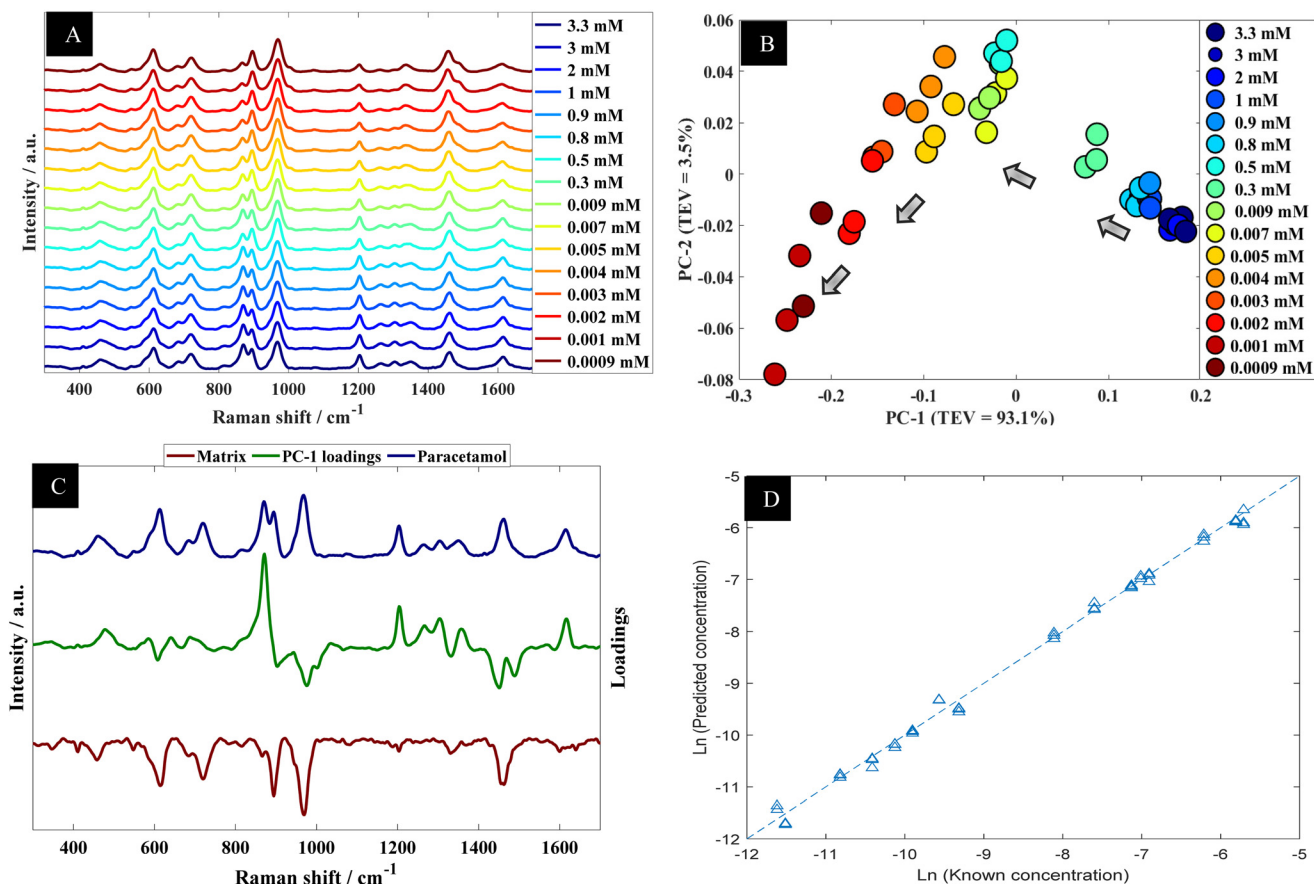 A
Intensity / a.u.
400
600
800
1000
1200
1400
1600
Raman shift / cm-1
3.3 mM
3 mM
2 mM
1 mM
0.9 mM
0.8 mM
0.5 mM
0.3 mM
0.009 mM
0.007 mM
0.005 mM
0.004 mM
0.003 mM
0.002 mM
0.001 mM
0.0009 mM
B
PC-2 (TEV = 3.5%)
0.06
0.04
0.02
0
-0.02
-0.04
-0.06
-0.08
-0.3
-0.2
-0.1
0
0.1
0.2
PC-1 (TEV = 93.1%)
3.3 mM
3 mM
2 mM
1 mM
0.9 mM
0.8 mM
0.5 mM
0.3 mM
0.009 mM
0.007 mM
0.005 mM
0.004 mM
0.003 mM
0.002 mM
0.001 mM
0.0009 mM
Matrix PC-1 loadings Paracetamol
C
Intensity / a.u.
Loadings
400
600
800
1000
1200
1400
1600
Raman shift / cm-1
D
Ln (Predicted concentration)
-5
-6
-7
-8
-9
-10
-11
-12
-12
-11
-10
-9
-8
-7
-6
-5
Ln (Known concentration)